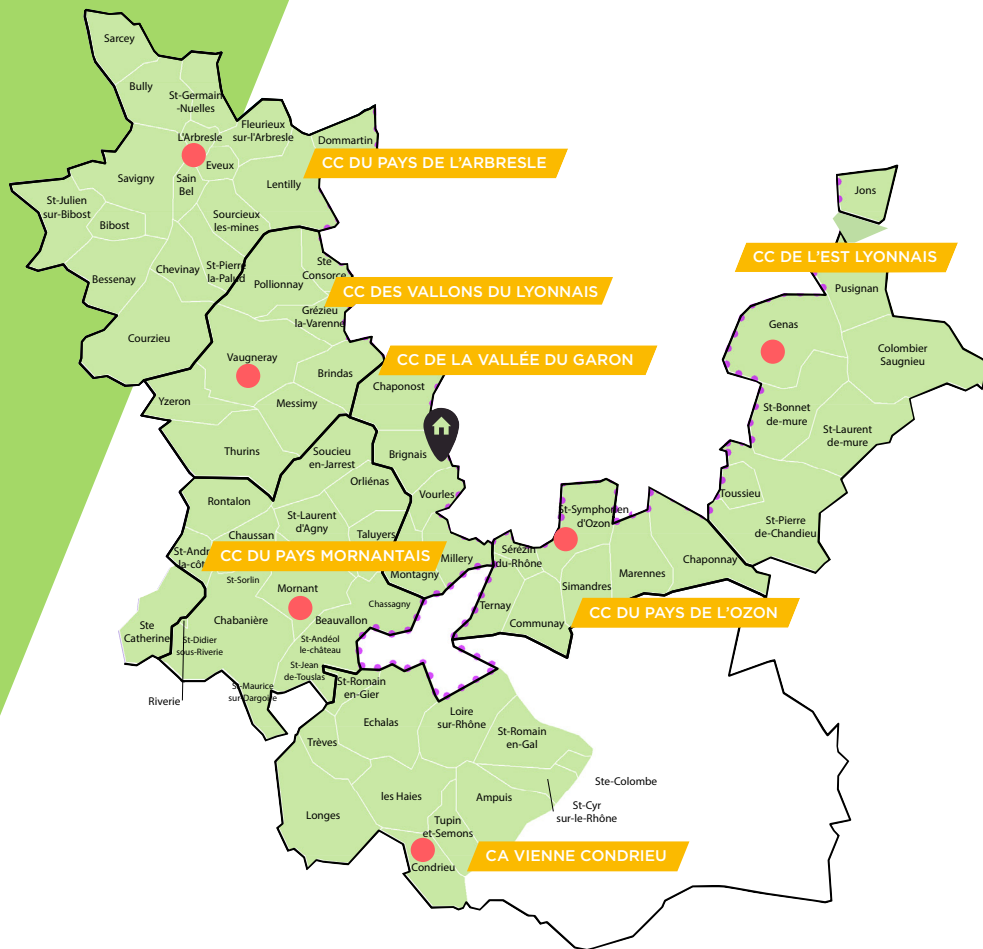 Sarcey
Bully
St-Germain
-Nuelles
Fleurieux
sur-l'Arbresle
L'Arbresle
Dommartin
Eveux
CC DU PAYS DE L'ARBRESLE
Savigny
Sain
Bel
Lentilly
St-Julien
sur-Bibost
Bibost
Sourcieux
les-mines
Jons
Bessenay
Chevinay
St-Pierre
la-Palud
Pollionnay
Ste
Consorce
CC DE L'EST LYONNAIS
CC DES VALLONS DU LYONNAIS
Pusignan
Grézieu
la-Varenne
Genas
Courzieu
Vaugneray
CC DE LA VALLÉE DU GARON
Colombier
Saugnieu
Brindas
Chaponost
Yzeron
Messimy
St-Bonnet
de-mure
St-Laurent
de-mure
Thurins
Soucieu
en-Jarrest
Brignais
Orliénas
Vourles
Toussieu
Rontalon
St-Laurent
d'Agny
St-Symphorien
d'Ozon
St-Pierre
de-Chandieu
Chaussan
Taluyers
St-André
la-côte
CC DU PAYS MORNANTAIS
Millery
Sérézin
du-Rhône
Chaponnay
Montagny
Marennes
St-Sorlin
Mornant
Simandres
Chassagny
Ternay
CC DU PAYS DE L'OZON
Chabanière
Beauvallon
Communay
Ste
Catherine
St-Didier
sous-Riverie
St-Andéol
le-château
St-Jean
de-Touslas
St-Maurice
sur-Dargoire
Riverie
St-Romain
en-Gier
Echalas
Loire
sur-Rhône
St-Romain
en-Gal
Trèves
Ste-Colombe
les Haies
Ampuis
St-Cyr
sur-le-Rhône
Longes
Tupin
et-Semons
CA VIENNE CONDRIEU
Condrieu